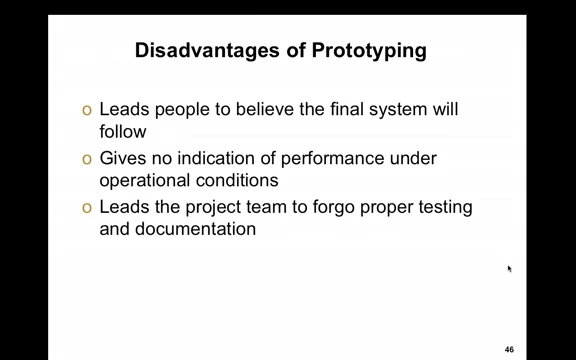 Disadvantages of Prototyping
o Leads people to believe the final system will
follow
o Gives no indication of performance under
operational conditions
o Leads the project team to forgo proper testing
and documentation
46